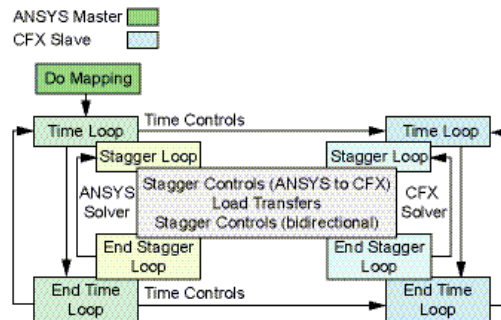 ANSYS Master
CFX Slave
Do Mapping
Time Controls
Time Loop
Time Loop
Stagger Loop
Stagger Loop
ANSYS
Solver
Stagger Controls (ANSYS to CFX)
Load Transfers
Stagger Controls (bidirectional)
CFX
Solver
End Stagger
Loop
End Stagger
Loop
End Time
Loop
Time Controls
End Time
Loop